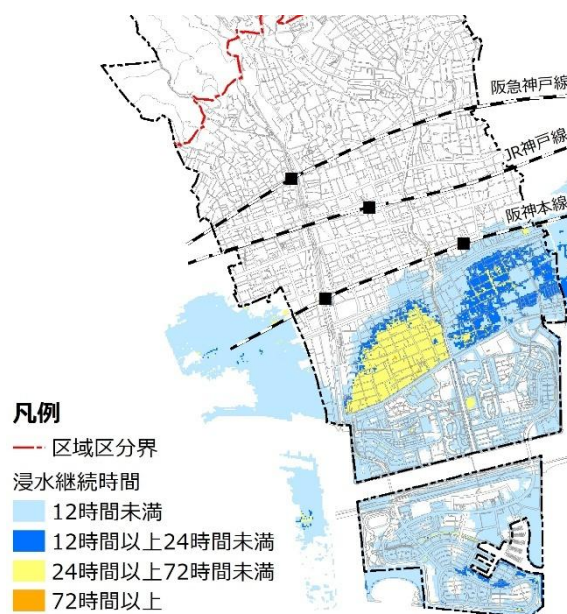 阪急神戸線
JR神戸線
阪神本線
凡例
区域区分界
浸水継続時間
12時間未満
12時間以上24時間未満
24時間以上72時間未満
72時間以上